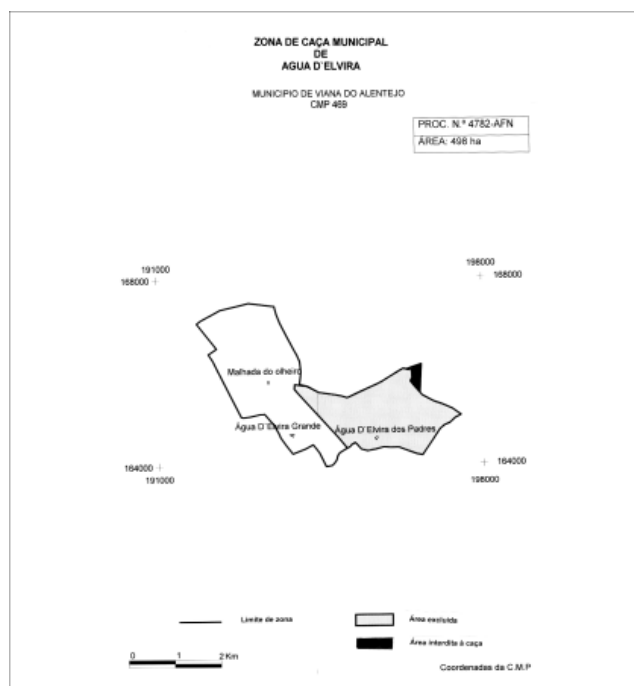 ZONA DE CAÇA MUNICIPAL
DE
AGUA D`ELVIRA
MUNICIPIO DE VIANA DO ALENTEJO
CMP 469
PROC. N.º 4782-AFN
ÁREA: 498 ha
191000
168000
198000
168000
Malhada do olheiro
Água D`Elvira Grande
Água D`Elvira dos Padres
164000
191000
164000
198000
Limite de zona
Área excluída
Área interdita à caça
0 1 2 Km
Coordenadas da C.M.P